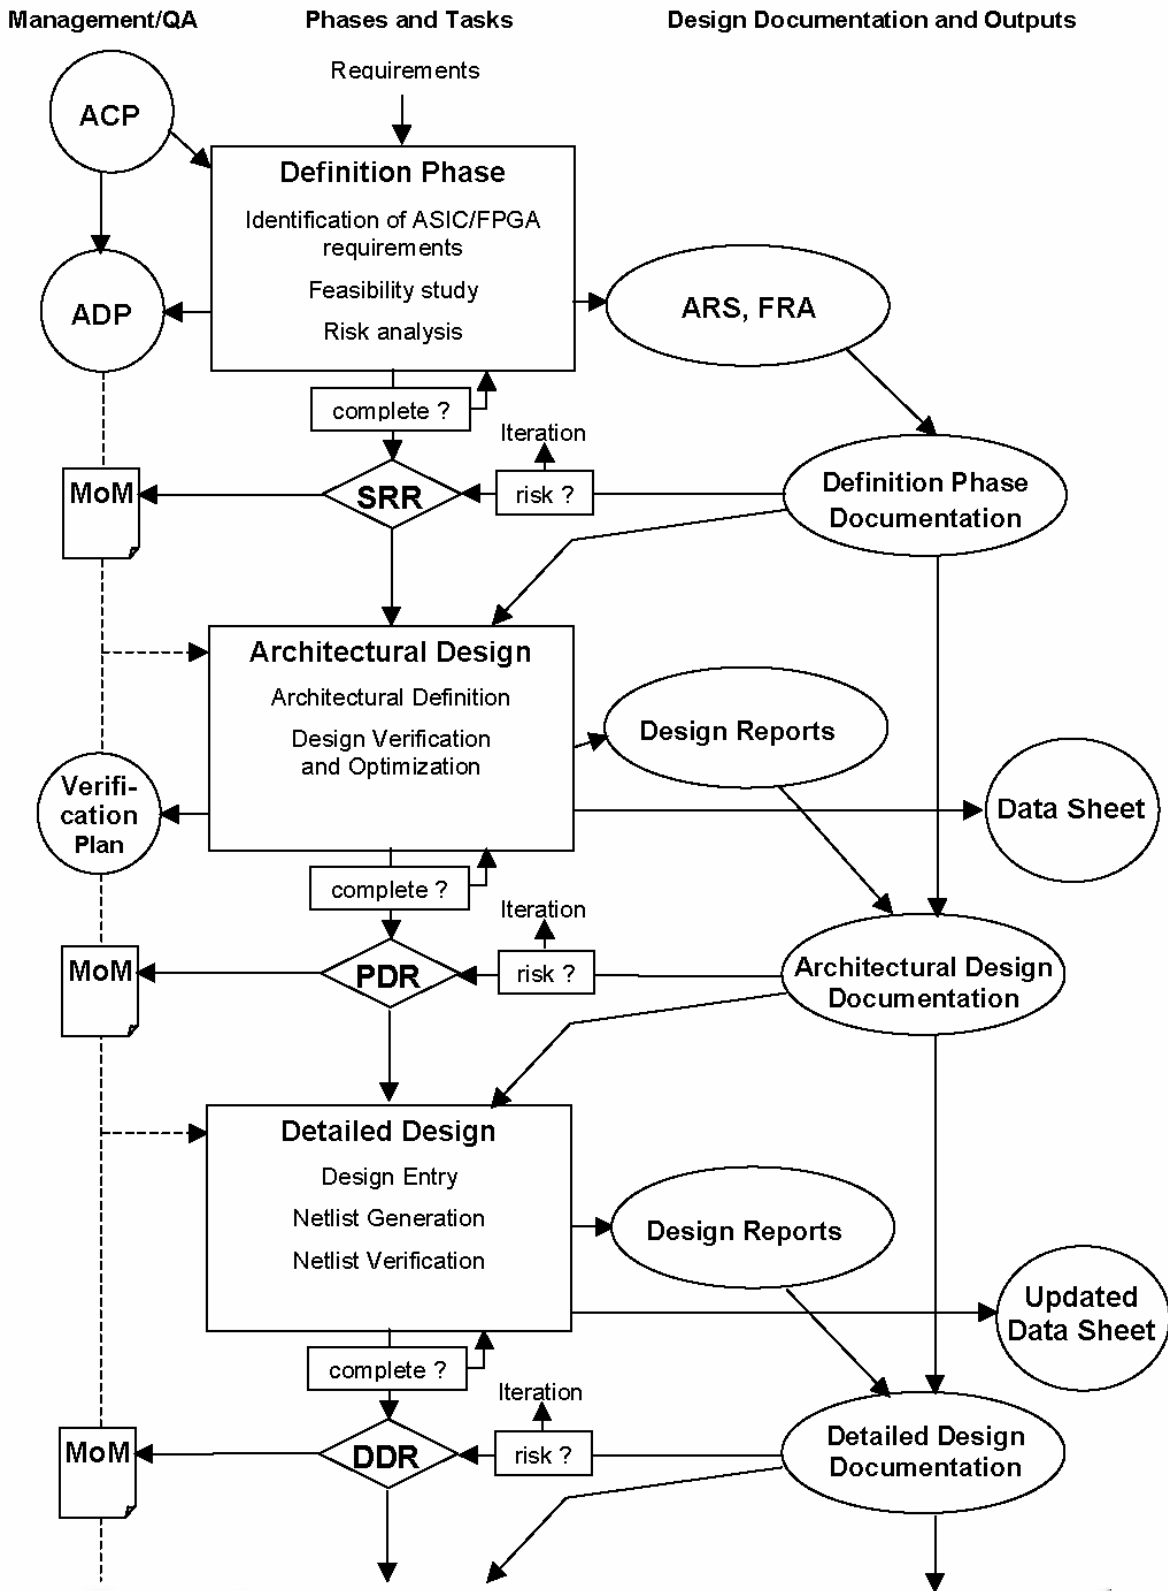 Management/QA
Phases and Tasks
Design Documentation and Outputs
Requirements
ACP
Definition Phase
Identification of ASIC/FPGA
requirements
Feasibility study
Risk analysis
ADP
ARS, FRA
complete ?
Iteration
MoM
SRR
risk ?
Definition Phase
Documentation
Architectural Design
Architectural Definition
Design Verification
and Optimization
Design Reports
Verifi-
cation
Plan
Data Sheet
complete ?
Iteration
MoM
PDR
risk ?
Architectural Design
Documentation
Detailed Design
Design Entry
Netlist Generation
Netlist Verification
Design Reports
Updated
Data Sheet
complete ?
Iteration
MoM
DDR
risk ?
Detailed Design
Documentation